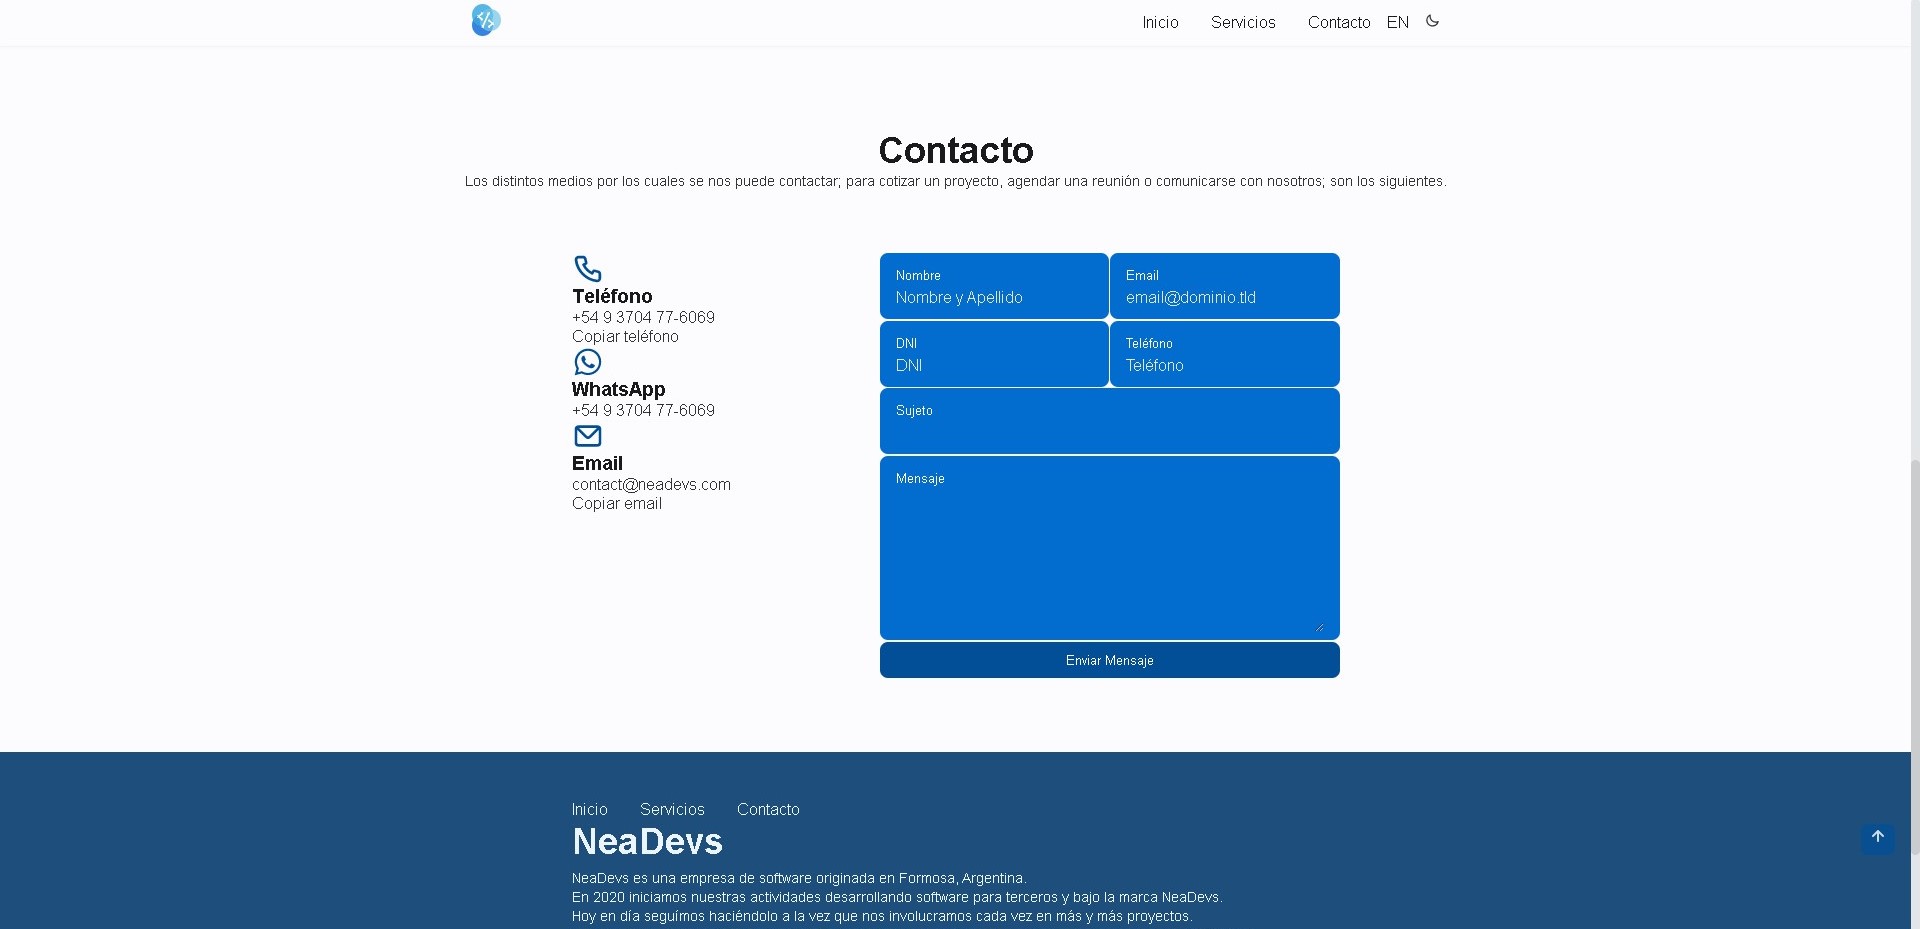 Inicio Servicios Contacto EN
Contacto
Los distintos medios por los cuales se nos puede contactar; para cotizar un proyecto, agendar una reunión o comunicarse con nosotros; son los siguientes.
Teléfono
+54 9 3704 77-6069
Copiar teléfono
WhatsApp
+54 9 3704 77-6069
Email
contact@neadevs.com
Copiar email
Nombre
Nombre y Apellido
Email
email@dominio.tld
DNI
DNI
Teléfono
Teléfono
Sujeto
Mensaje
Enviar Mensaje
Inicio Servicios Contacto
NeaDevs
NeaDevs es una empresa de software originada en Formosa, Argentina.
En 2020 iniciamos nuestras actividades desarrollando software para terceros y bajo la marca NeaDevs.
Hoy en día seguímos haciéndolo a la vez que nos involucramos cada vez en más y más proyectos.